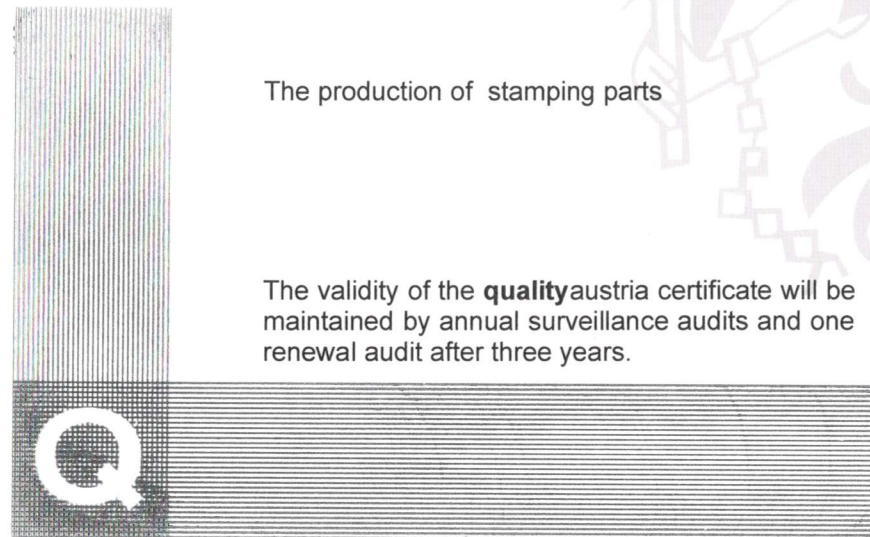 The production of  stamping parts
The validity of the qualityaustria certificate will be
maintained by annual surveillance audits and one
renewal audit after three years.
Q